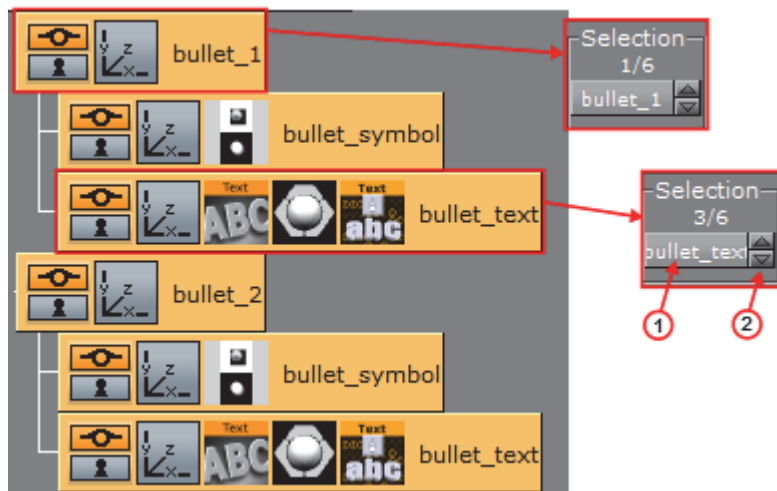 bullet_1
Selection
1/6
bullet_1
y z
x
bullet_symbol
y z
x
Text
ABC
Text
abc
bullet_text
Selection
3/6
bullet_text
1
2
y z
x
bullet_2
y z
x
bullet_symbol
y z
x
Text
ABC
Text
abc
bullet_text
y z
x